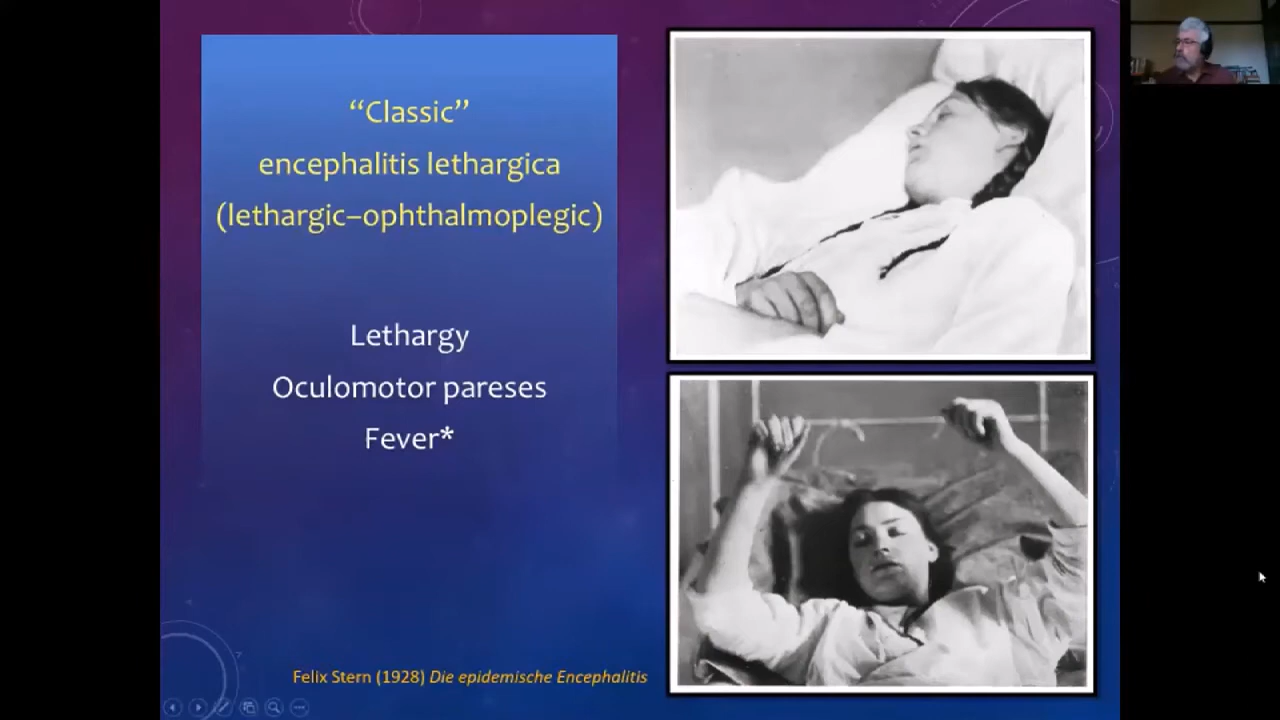 “Classic”
encephalitis lethargica
(lethargic–ophthalmoplegic)
Lethargy
Oculomotor pareses
Fever*
Felix Stern (1928) Die epidemische Encephalitis